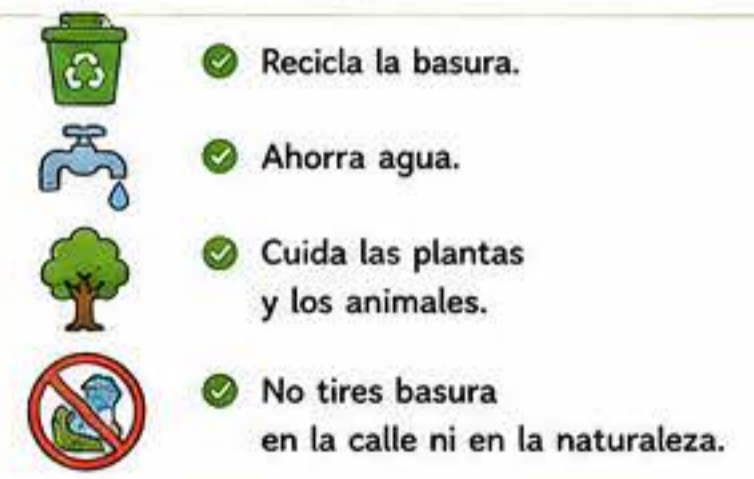 Recicla la basura.
Ahorra agua.
Cuida las plantas
y los animales.
No tires basura
en la calle ni en la naturaleza.